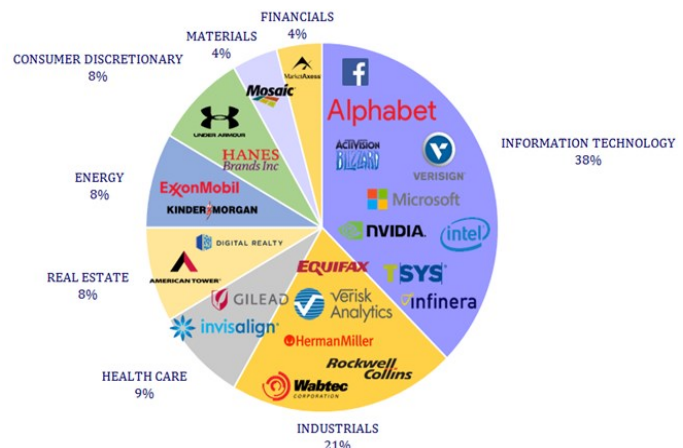 FINANCIALS
4%
MATERIALS
4%
CONSUMER DISCRETIONARY
8%
ENERGY
8%
REAL ESTATE
8%
HEALTH CARE
9%
INDUSTRIALS
21%
INFORMATION TECHNOLOGY
38%
MarketAxess
Mosaic
UNDER ARMOUR
HANES
Brands Inc
ExxonMobil
KINDER MORGAN
DIGITAL REALTY
AMERICAN TOWER
GILEAD
invisalign
EQUIFAX
Verisk
Analytics
HermanMiller
Rockwell
Collins
Wabtec
CORPORATION
f
Alphabet
ACTIVISION
BLIZZARD
VERISIGN
Microsoft
NVIDIA
intel
TSYS
infinera